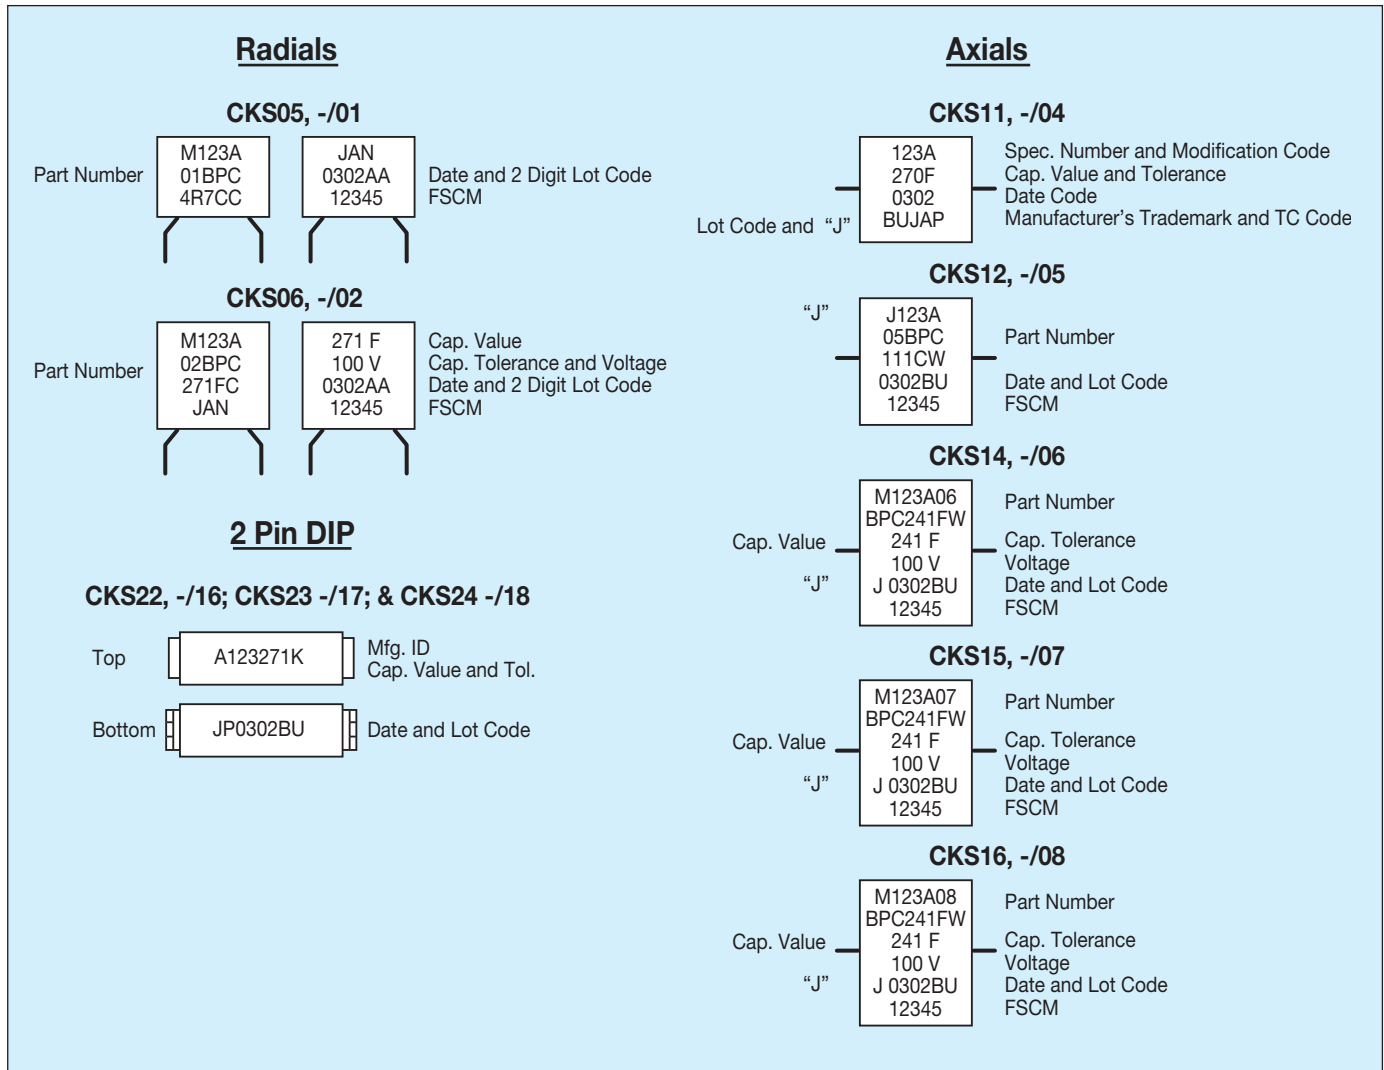 Radials
CKS05, -/01
Part Number
M123A
01BPC
4R7CC
JAN
0302AA
12345
Date and 2 Digit Lot Code
FSCM
CKS06, -/02
Part Number
M123A
02BPC
271FC
JAN
271 F
100 V
0302AA
12345
Cap. Value
Cap. Tolerance and Voltage
Date and 2 Digit Lot Code
FSCM
2 Pin DIP
CKS22, -/16; CKS23 -/17; & CKS24 -/18
Top
A123271K
Mfg. ID
Cap. Value and Tol.
Bottom
JP0302BU
Date and Lot Code
Axials
CKS11, -/04
Lot Code and “J”
123A
270F
0302
BUJAP
Spec. Number and Modification Code
Cap. Value and Tolerance
Date Code
Manufacturer’s Trademark and TC Code
CKS12, -/05
“J”
J123A
05BPC
111CW
0302BU
12345
Part Number
Date and Lot Code
FSCM
CKS14, -/06
Cap. Value
“J”
M123A06
BPC241FW
241 F
100 V
J 0302BU
12345
Part Number
Cap. Tolerance
Voltage
Date and Lot Code
FSCM
CKS15, -/07
Cap. Value
“J”
M123A07
BPC241FW
241 F
100 V
J 0302BU
12345
Part Number
Cap. Tolerance
Voltage
Date and Lot Code
FSCM
CKS16, -/08
Cap. Value
“J”
M123A08
BPC241FW
241 F
100 V
J 0302BU
12345
Part Number
Cap. Tolerance
Voltage
Date and Lot Code
FSCM